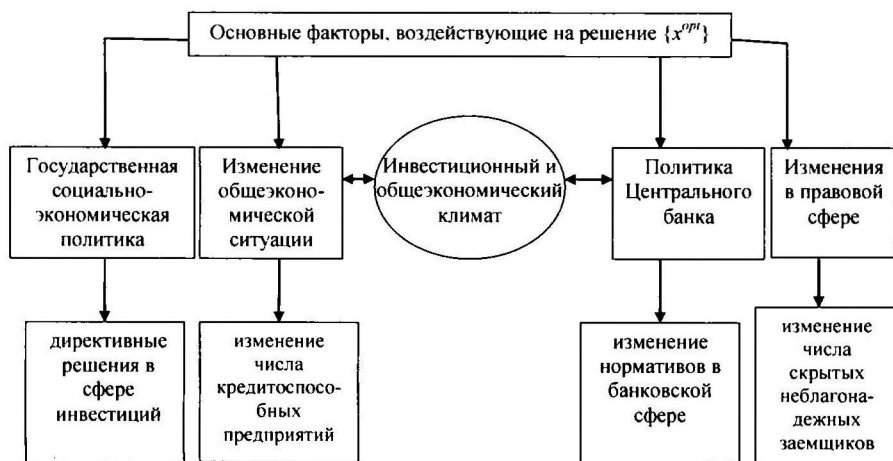 Основные факторы, воздействующие на решение {x^opt}
Государственная
социально-
экономическая
политика
Изменение
общеэконо-
мической
ситуации
Инвестиционный и
общеэкономический
климат
Политика
Центрального
банка
Изменения
в правовой
сфере
директивные
решения в
сфере
инвестиций
изменение
числа
кредитоспосо-
бных
предприятий
изменение
нормативов в
банковской
сфере
изменение
числа
скрытых
неблагона-
дежных
заемщиков